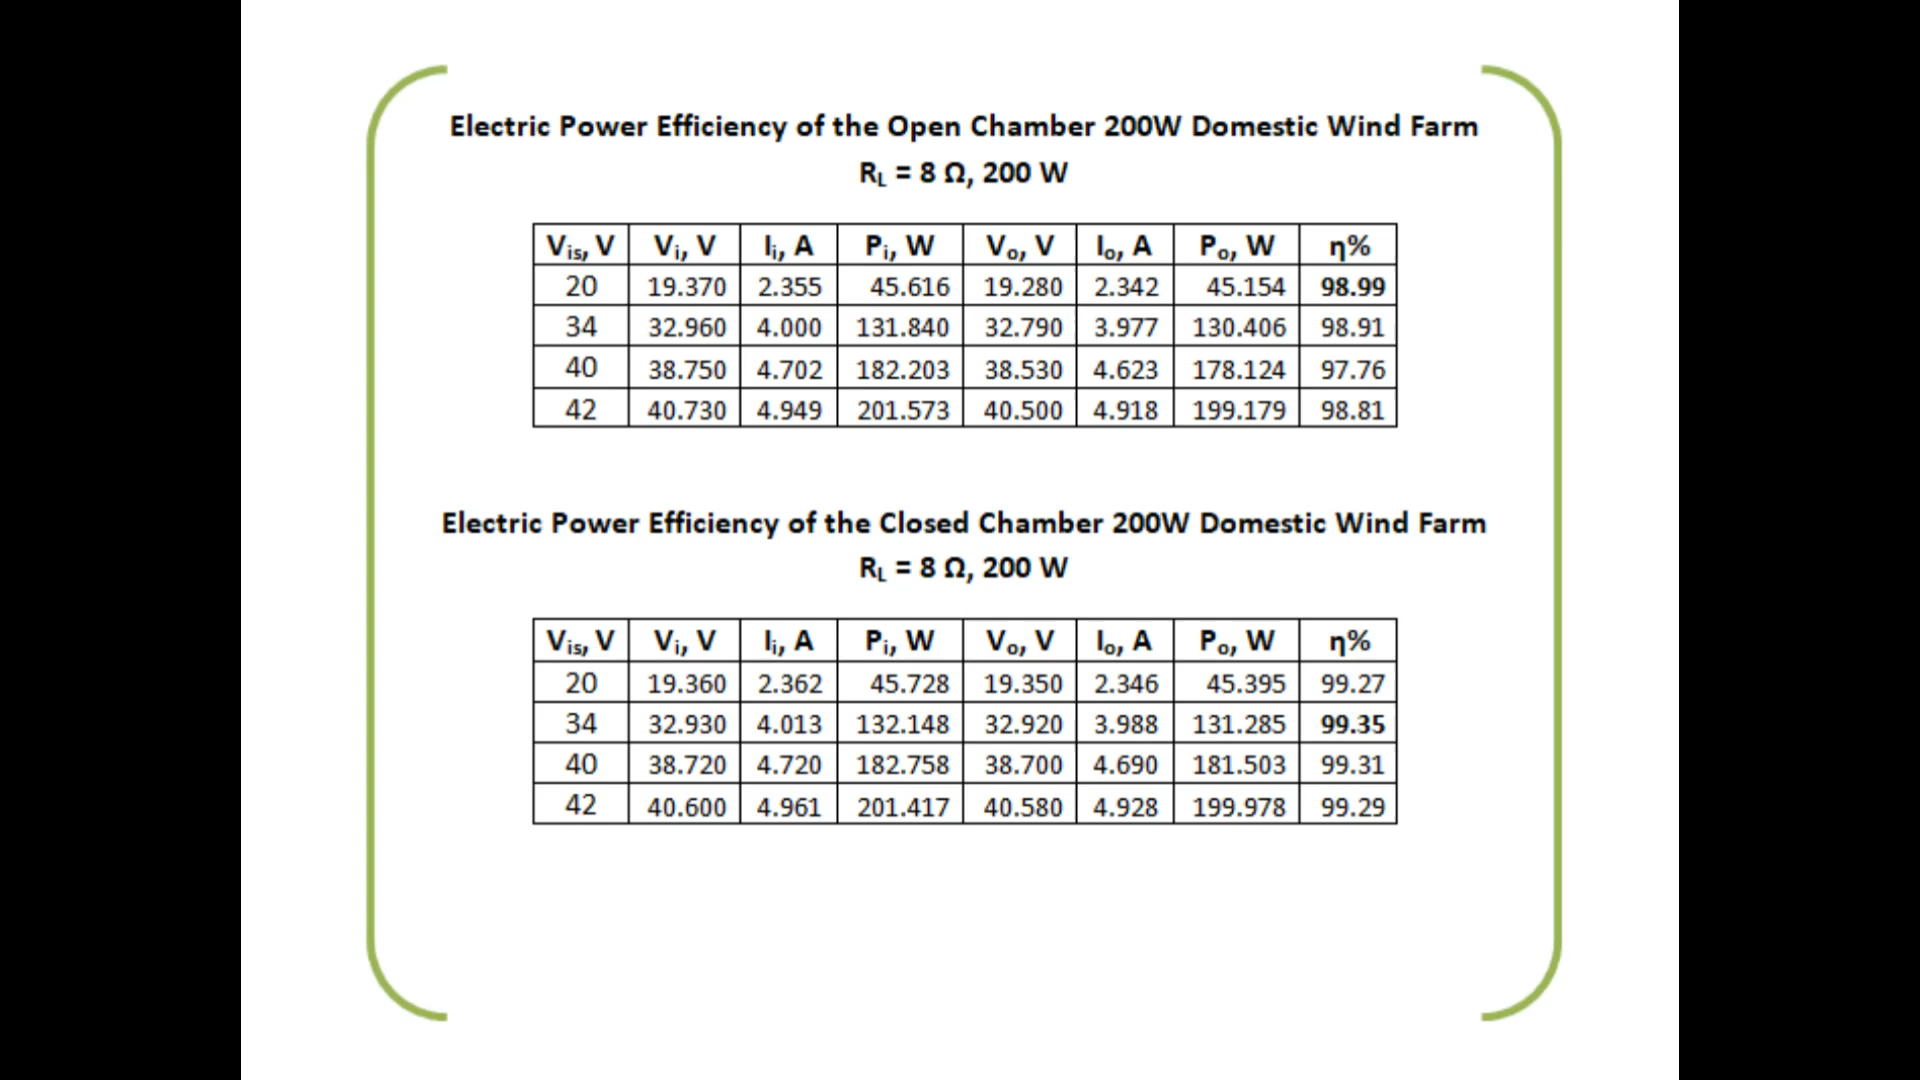 Electric Power Efficiency of the Open Chamber 200W Domestic Wind Farm
RL = 8 Ω, 200 W
Vis, V Vi, V Ii, A Pi, W Vo, V Io, A Po, W η%
20 19.370 2.355 45.616 19.280 2.342 45.154 98.99
34 32.960 4.000 131.840 32.790 3.977 130.406 98.91
40 38.750 4.702 182.203 38.530 4.623 178.124 97.76
42 40.730 4.949 201.573 40.500 4.918 199.179 98.81
Electric Power Efficiency of the Closed Chamber 200W Domestic Wind Farm
RL = 8 Ω, 200 W
Vis, V Vi, V Ii, A Pi, W Vo, V Io, A Po, W η%
20 19.360 2.362 45.728 19.350 2.346 45.395 99.27
34 32.930 4.013 132.148 32.920 3.988 131.285 99.35
40 38.720 4.720 182.758 38.700 4.690 181.503 99.31
42 40.600 4.961 201.417 40.580 4.928 199.978 99.29